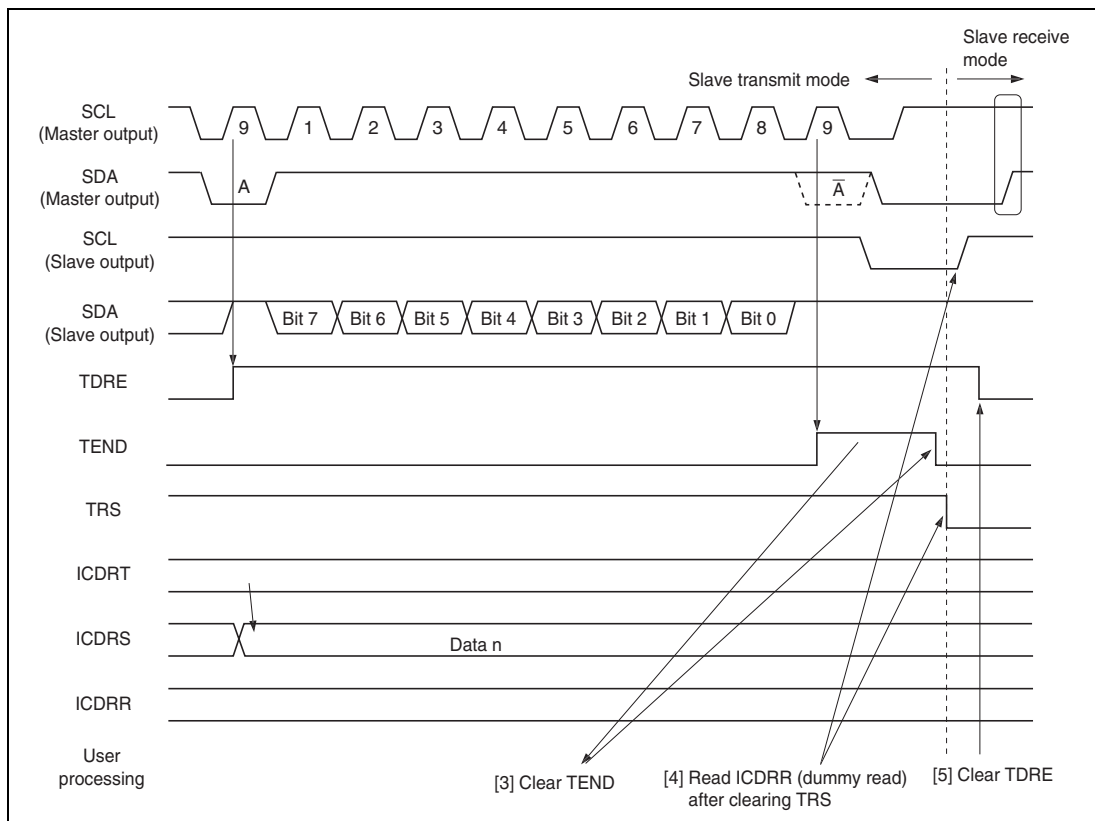 Slave receive
mode
Slave transmit mode
SCL
(Master output)
9 1 2 3 4 5 6 7 8 9
SDA
(Master output)
A A̅
SCL
(Slave output)
SDA
(Slave output)
Bit 7 Bit 6 Bit 5 Bit 4 Bit 3 Bit 2 Bit 1 Bit 0
TDRE
TEND
TRS
ICDRT
ICDRS
Data n
ICDRR
User
processing
[3] Clear TEND
[4] Read ICDRR (dummy read)
after clearing TRS
[5] Clear TDRE